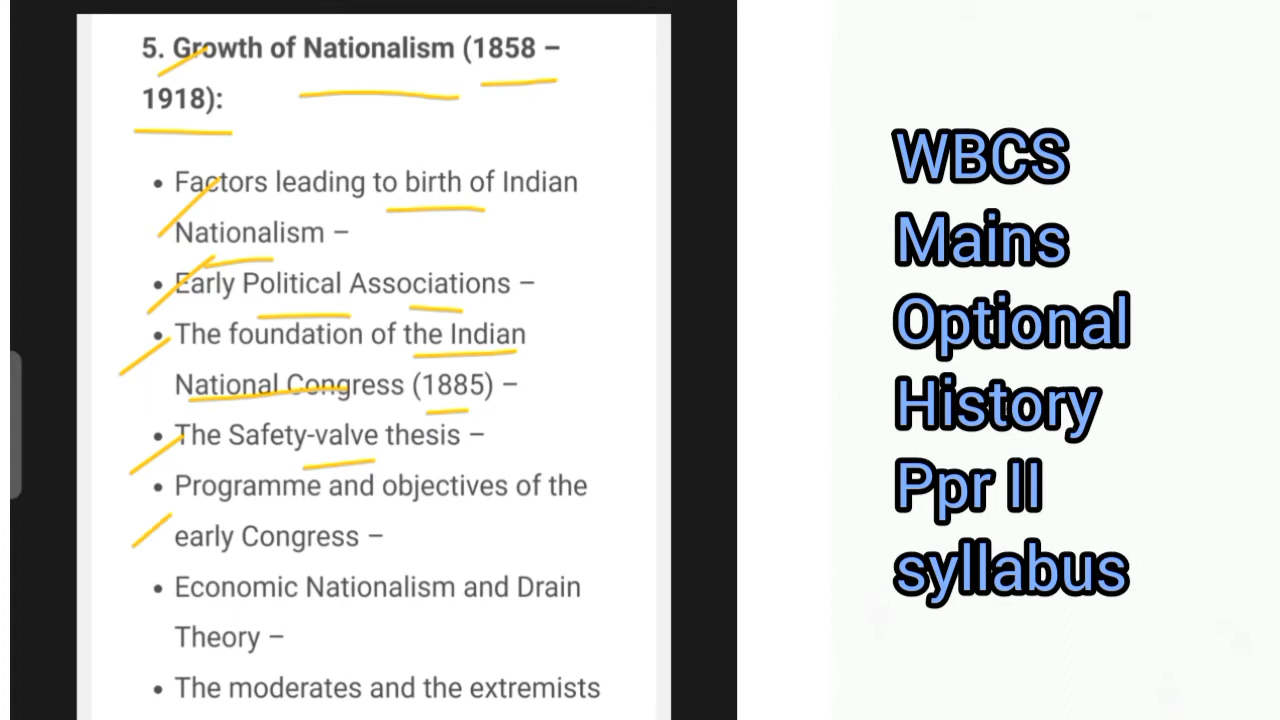 5. Growth of Nationalism (1858 –
1918):
• Factors leading to birth of Indian
Nationalism –
• Early Political Associations –
• The foundation of the Indian
National Congress (1885) –
• The Safety-valve thesis –
• Programme and objectives of the
early Congress –
• Economic Nationalism and Drain
Theory –
• The moderates and the extremists
WBCS
Mains
Optional
History
Ppr II
syllabus